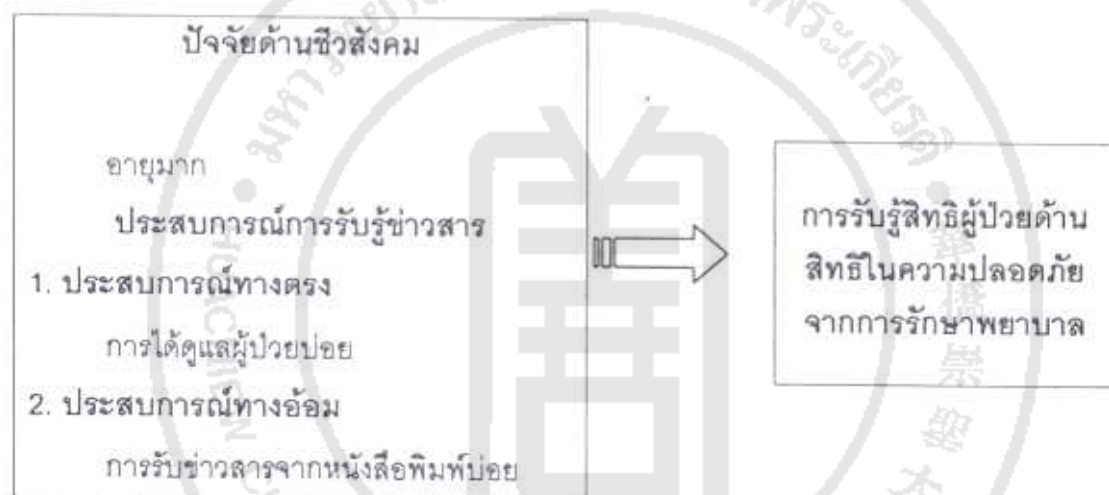 ปัจจัยด้านชีวสังคม
อายุมาก
ประสบการณ์การรับรู้ข่าวสาร
1. ประสบการณ์ทางตรง
การได้ดูแลผู้ป่วยบ่อย
2. ประสบการณ์ทางอ้อม
การรับข่าวสารจากหนังสือพิมพ์บ่อย
การรับรู้สิทธิผู้ป่วยด้าน
สิทธิในความปลอดภัย
จากการรักษาพยาบาล